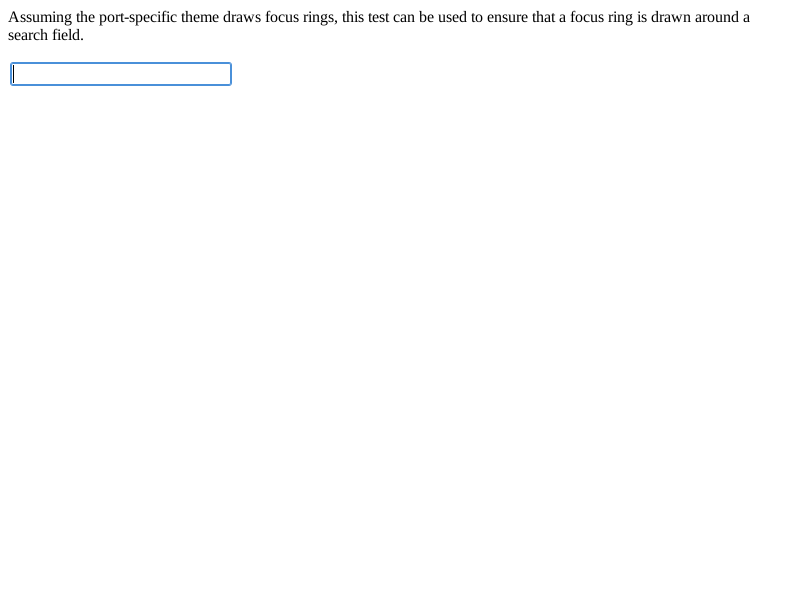 Assuming the port-specific theme draws focus rings, this test can be used to ensure that a focus ring is drawn around a
search field.